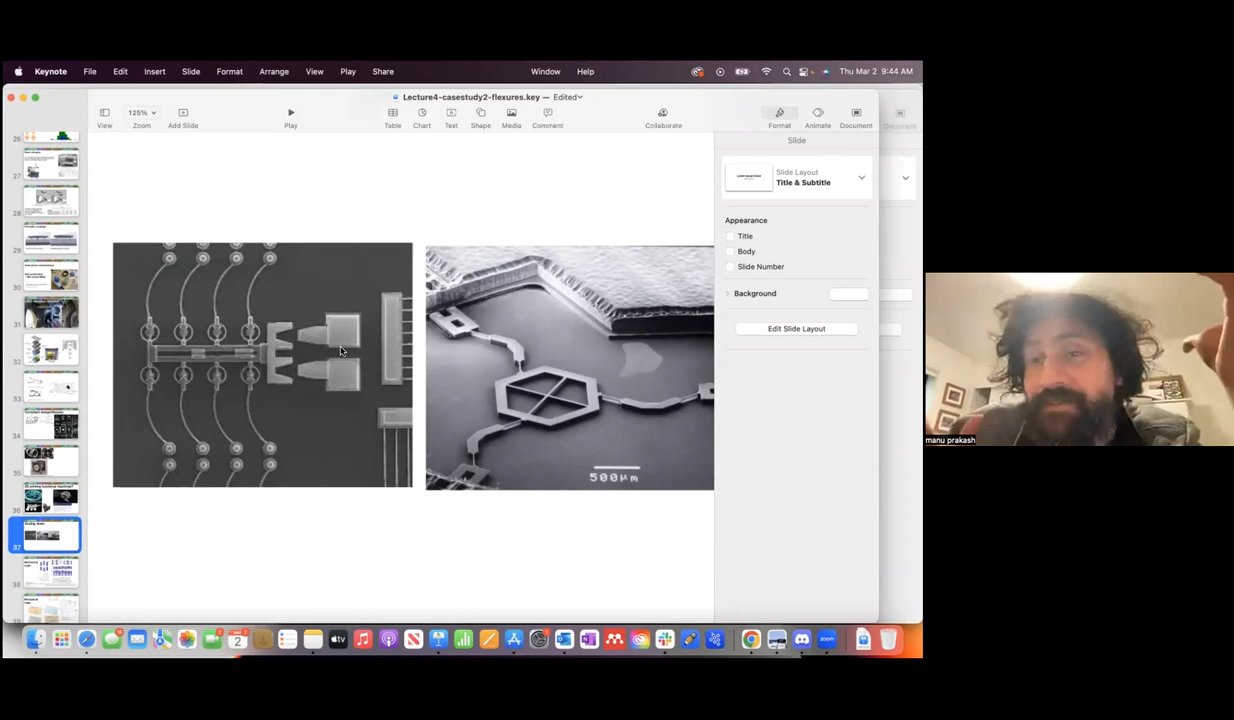 Keynote File Edit Insert Slide Format Arrange View Play Share Window Help Thu Mar 2 9:44 AM
Lecture4-casestudy2-flexures.key — Edited
125%
View Zoom Add Slide Play Table Chart Text Shape Media Comment Collaborate Format Animate Document Document
Slide
Slide Layout
Title & Subtitle
Appearance
Title
Body
Slide Number
Background
Edit Slide Layout
26
27
28
29
30
31
32
33
34
35
36
37
38
500μm
manu prakash